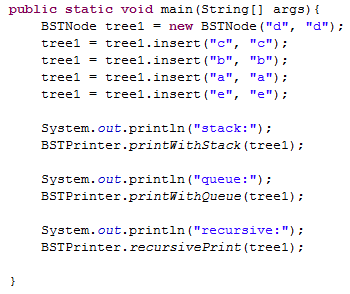 public static void main(String[] args){
BSTNode tree1 = new BSTNode("d", "d");
tree1 = tree1.insert("c", "c");
tree1 = tree1.insert("b", "b");
tree1 = tree1.insert("a", "a");
tree1 = tree1.insert("e", "e");
System.out.println("stack:");
BSTPrinter.printWithStack(tree1);
System.out.println("queue:");
BSTPrinter.printWithQueue(tree1);
System.out.println("recursive:");
BSTPrinter.recursivePrint(tree1);
}